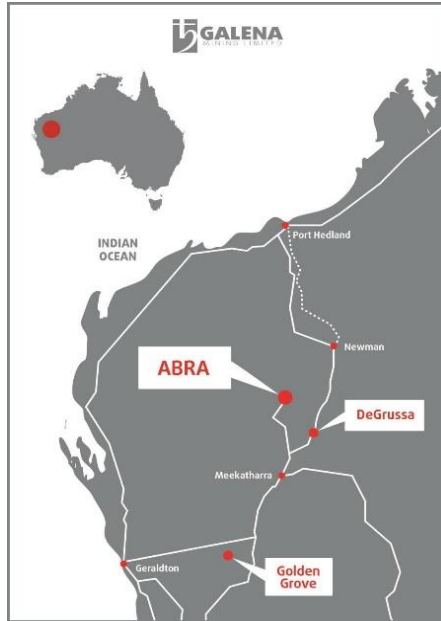 GALENA
MINING LIMITED
INDIAN
OCEAN
Port Hedland
Newman
ABRA
DeGrussa
Meekatharra
Geraldton
Golden
Grove